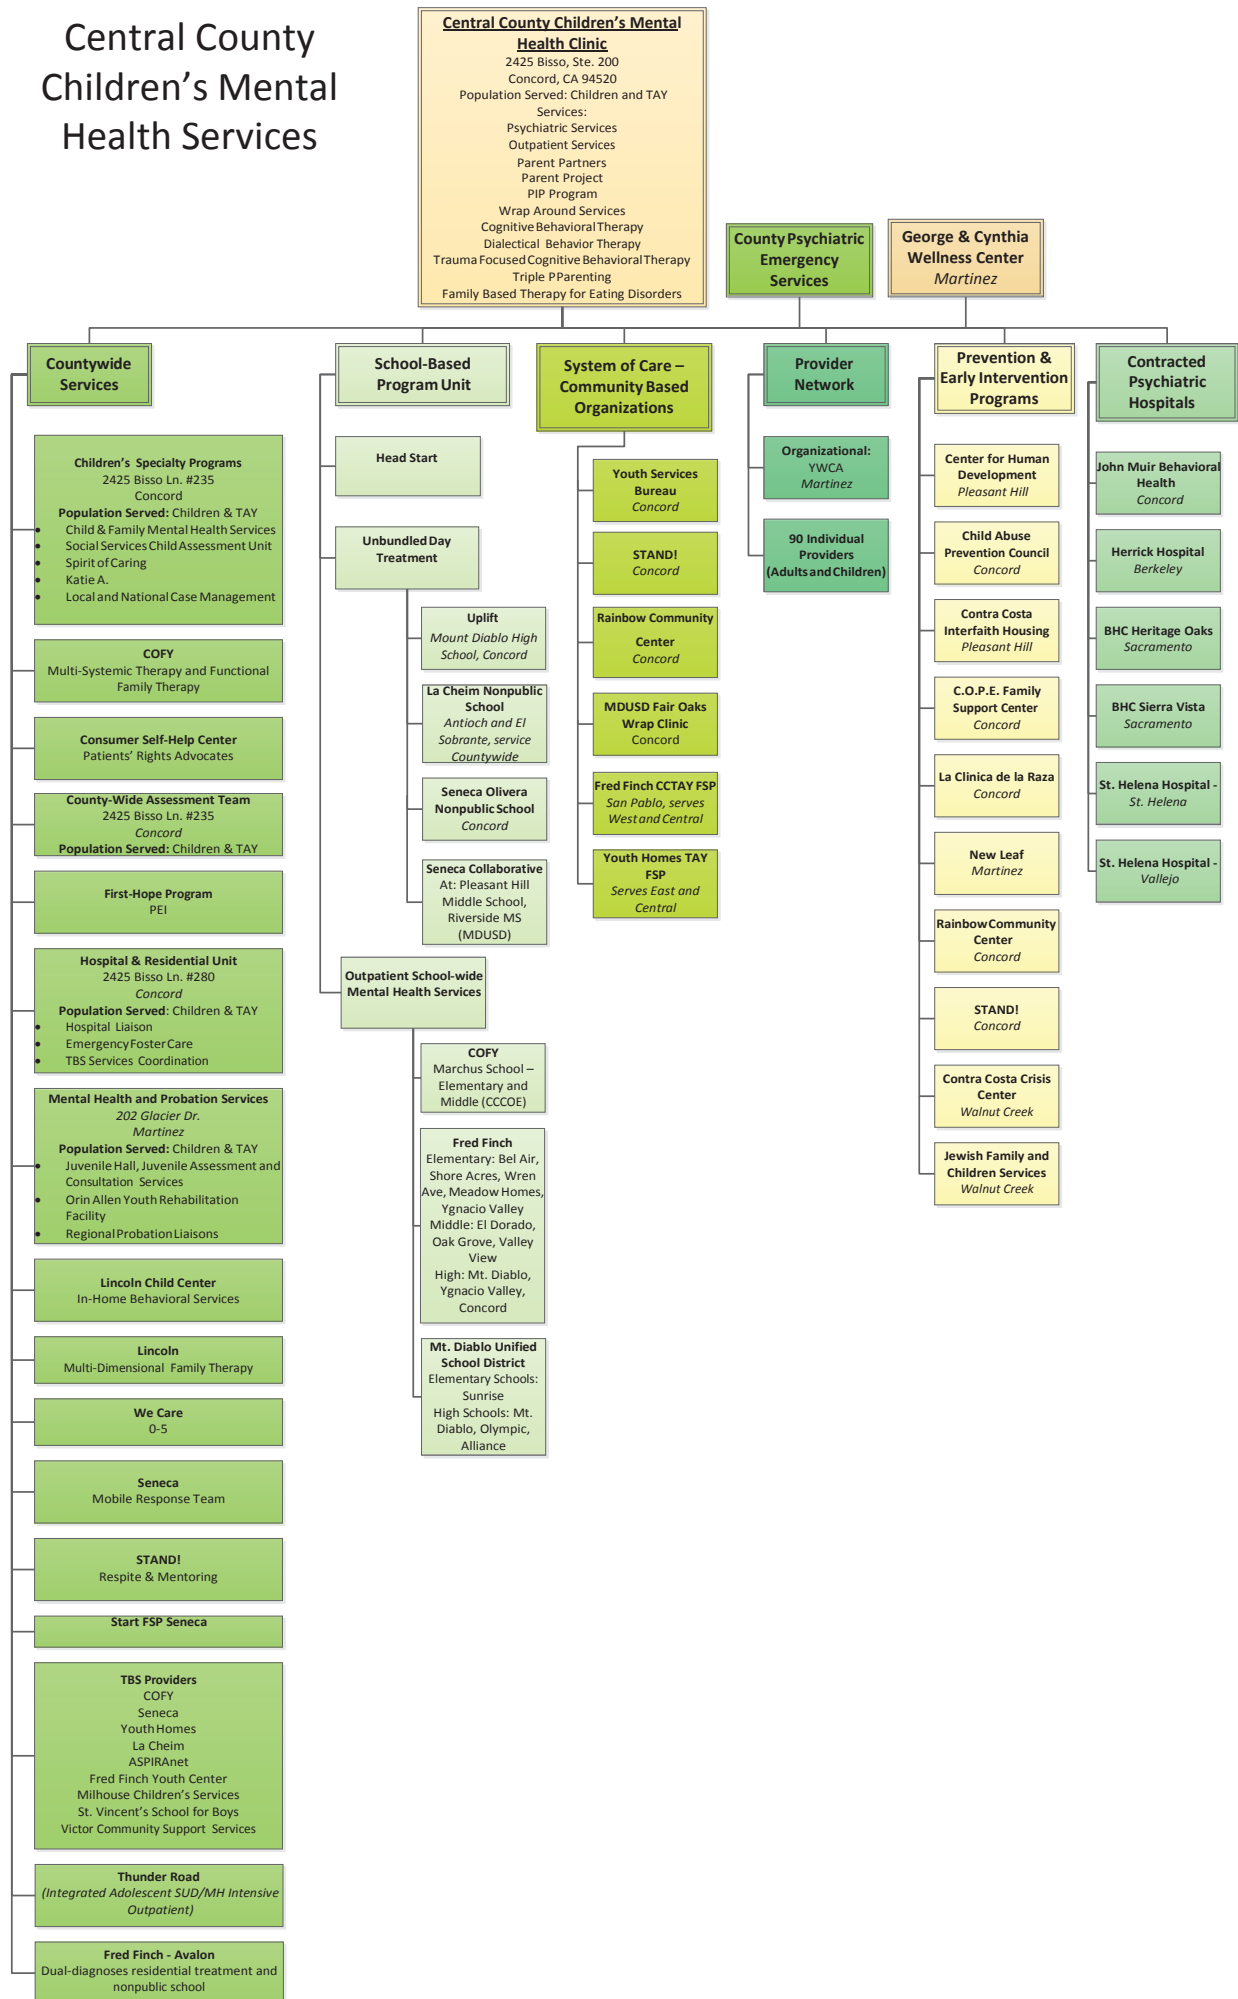 Central County
Children’s Mental
Health Services
Central County Children’s Mental
Health Clinic
2425 Bisso, Ste. 200
Concord, CA 94520
Population Served: Children and TAY
Services:
Psychiatric Services
Outpatient Services
Parent Partners
Parent Project
PIP Program
Wrap Around Services
Cognitive Behavioral Therapy
Dialectical Behavior Therapy
Trauma Focused Cognitive Behavioral Therapy
Triple P Parenting
Family Based Therapy for Eating Disorders
County Psychiatric
Emergency
Services
George & Cynthia
Wellness Center
Martinez
Countywide
Services
Children’s Specialty Programs
2425 Bisso Ln. #235
Concord
Population Served: Children & TAY
• Child & Family Mental Health Services
• Social Services Child Assessment Unit
• Spirit of Caring
• Katie A.
• Local and National Case Management
COFY
Multi-Systemic Therapy and Functional
Family Therapy
Consumer Self-Help Center
Patients’ Rights Advocates
County-Wide Assessment Team
2425 Bisso Ln. #235
Concord
Population Served: Children & TAY
First-Hope Program
PEI
Hospital & Residential Unit
2425 Bisso Ln. #280
Concord
Population Served: Children & TAY
• Hospital Liaison
• Emergency Foster Care
• TBS Services Coordination
Mental Health and Probation Services
202 Glacier Dr.
Martinez
Population Served: Children & TAY
• Juvenile Hall, Juvenile Assessment and
Consultation Services
• Orin Allen Youth Rehabilitation
Facility
• Regional Probation Liaisons
Lincoln Child Center
In-Home Behavioral Services
Lincoln
Multi-Dimensional Family Therapy
We Care
0-5
Seneca
Mobile Response Team
STAND!
Respite & Mentoring
Start FSP Seneca
TBS Providers
COFY
Seneca
Youth Homes
La Cheim
ASPIRAnet
Fred Finch Youth Center
Milhouse Children’s Services
St. Vincent’s School for Boys
Victor Community Support Services
Thunder Road
(Integrated Adolescent SUD/MH Intensive
Outpatient)
Fred Finch - Avalon
Dual-diagnoses residential treatment and
nonpublic school
School-Based
Program Unit
Head Start
Unbundled Day
Treatment
Uplift
Mount Diablo High
School, Concord
La Cheim Nonpublic
School
Antioch and El
Sobrante, service
Countywide
Seneca Olivera
Nonpublic School
Concord
Seneca Collaborative
At: Pleasant Hill
Middle School,
Riverside MS
(MDUSD)
Outpatient School-wide
Mental Health Services
COFY
Marchus School –
Elementary and
Middle (CCCOE)
Fred Finch
Elementary: Bel Air,
Shore Acres, Wren
Ave, Meadow Homes,
Ygnacio Valley
Middle: El Dorado,
Oak Grove, Valley
View
High: Mt. Diablo,
Ygnacio Valley,
Concord
Mt. Diablo Unified
School District
Elementary Schools:
Sunrise
High Schools: Mt.
Diablo, Olympic,
Alliance
System of Care –
Community Based
Organizations
Youth Services
Bureau
Concord
STAND!
Concord
Rainbow Community
Center
Concord
MDUSD Fair Oaks
Wrap Clinic
Concord
Fred Finch CCTAY FSP
San Pablo, serves
West and Central
Youth Homes TAY
FSP
Serves East and
Central
Provider
Network
Organizational:
YWCA
Martinez
90 Individual
Providers
(Adults and Children)
Prevention &
Early Intervention
Programs
Center for Human
Development
Pleasant Hill
Child Abuse
Prevention Council
Concord
Contra Costa
Interfaith Housing
Pleasant Hill
C.O.P.E. Family
Support Center
Concord
La Clinica de la Raza
Concord
New Leaf
Martinez
Rainbow Community
Center
Concord
STAND!
Concord
Contra Costa Crisis
Center
Walnut Creek
Jewish Family and
Children Services
Walnut Creek
Contracted
Psychiatric
Hospitals
John Muir Behavioral
Health
Concord
Herrick Hospital
Berkeley
BHC Heritage Oaks
Sacramento
BHC Sierra Vista
Sacramento
St. Helena Hospital -
St. Helena
St. Helena Hospital -
Vallejo